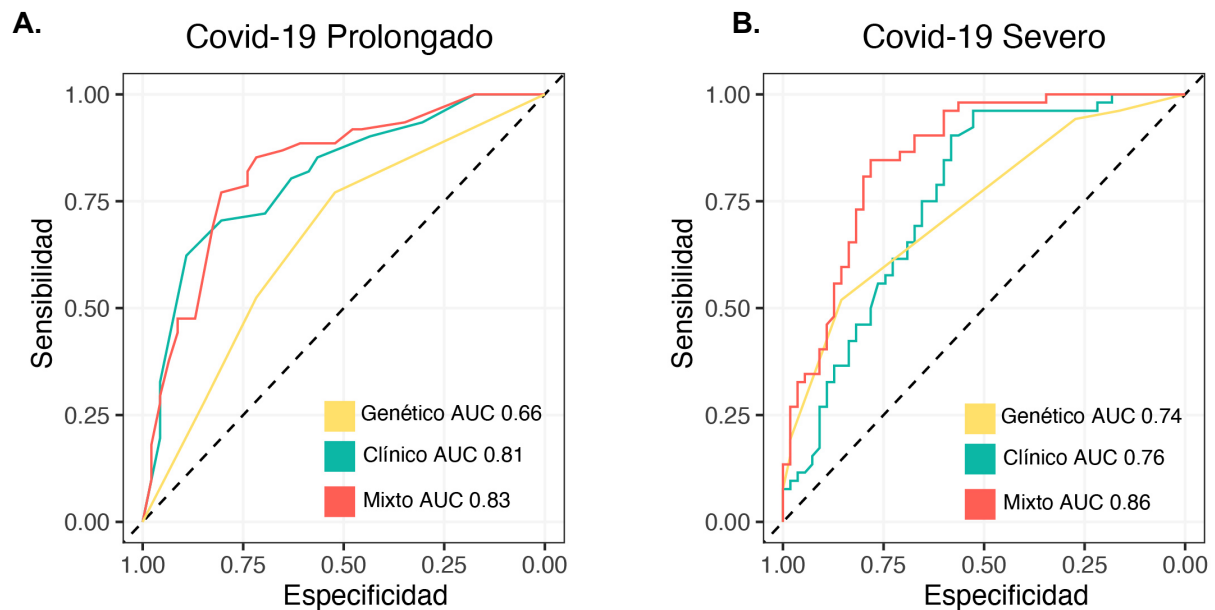 A.
Covid-19 Prolongado
1.00
0.75
0.50
0.25
0.00
Sensibilidad
Genético AUC 0.66
Clínico AUC 0.81
Mixto AUC 0.83
1.00 0.75 0.50 0.25 0.00
Especificidad
B.
Covid-19 Severo
1.00
0.75
0.50
0.25
0.00
Sensibilidad
Genético AUC 0.74
Clínico AUC 0.76
Mixto AUC 0.86
1.00 0.75 0.50 0.25 0.00
Especificidad